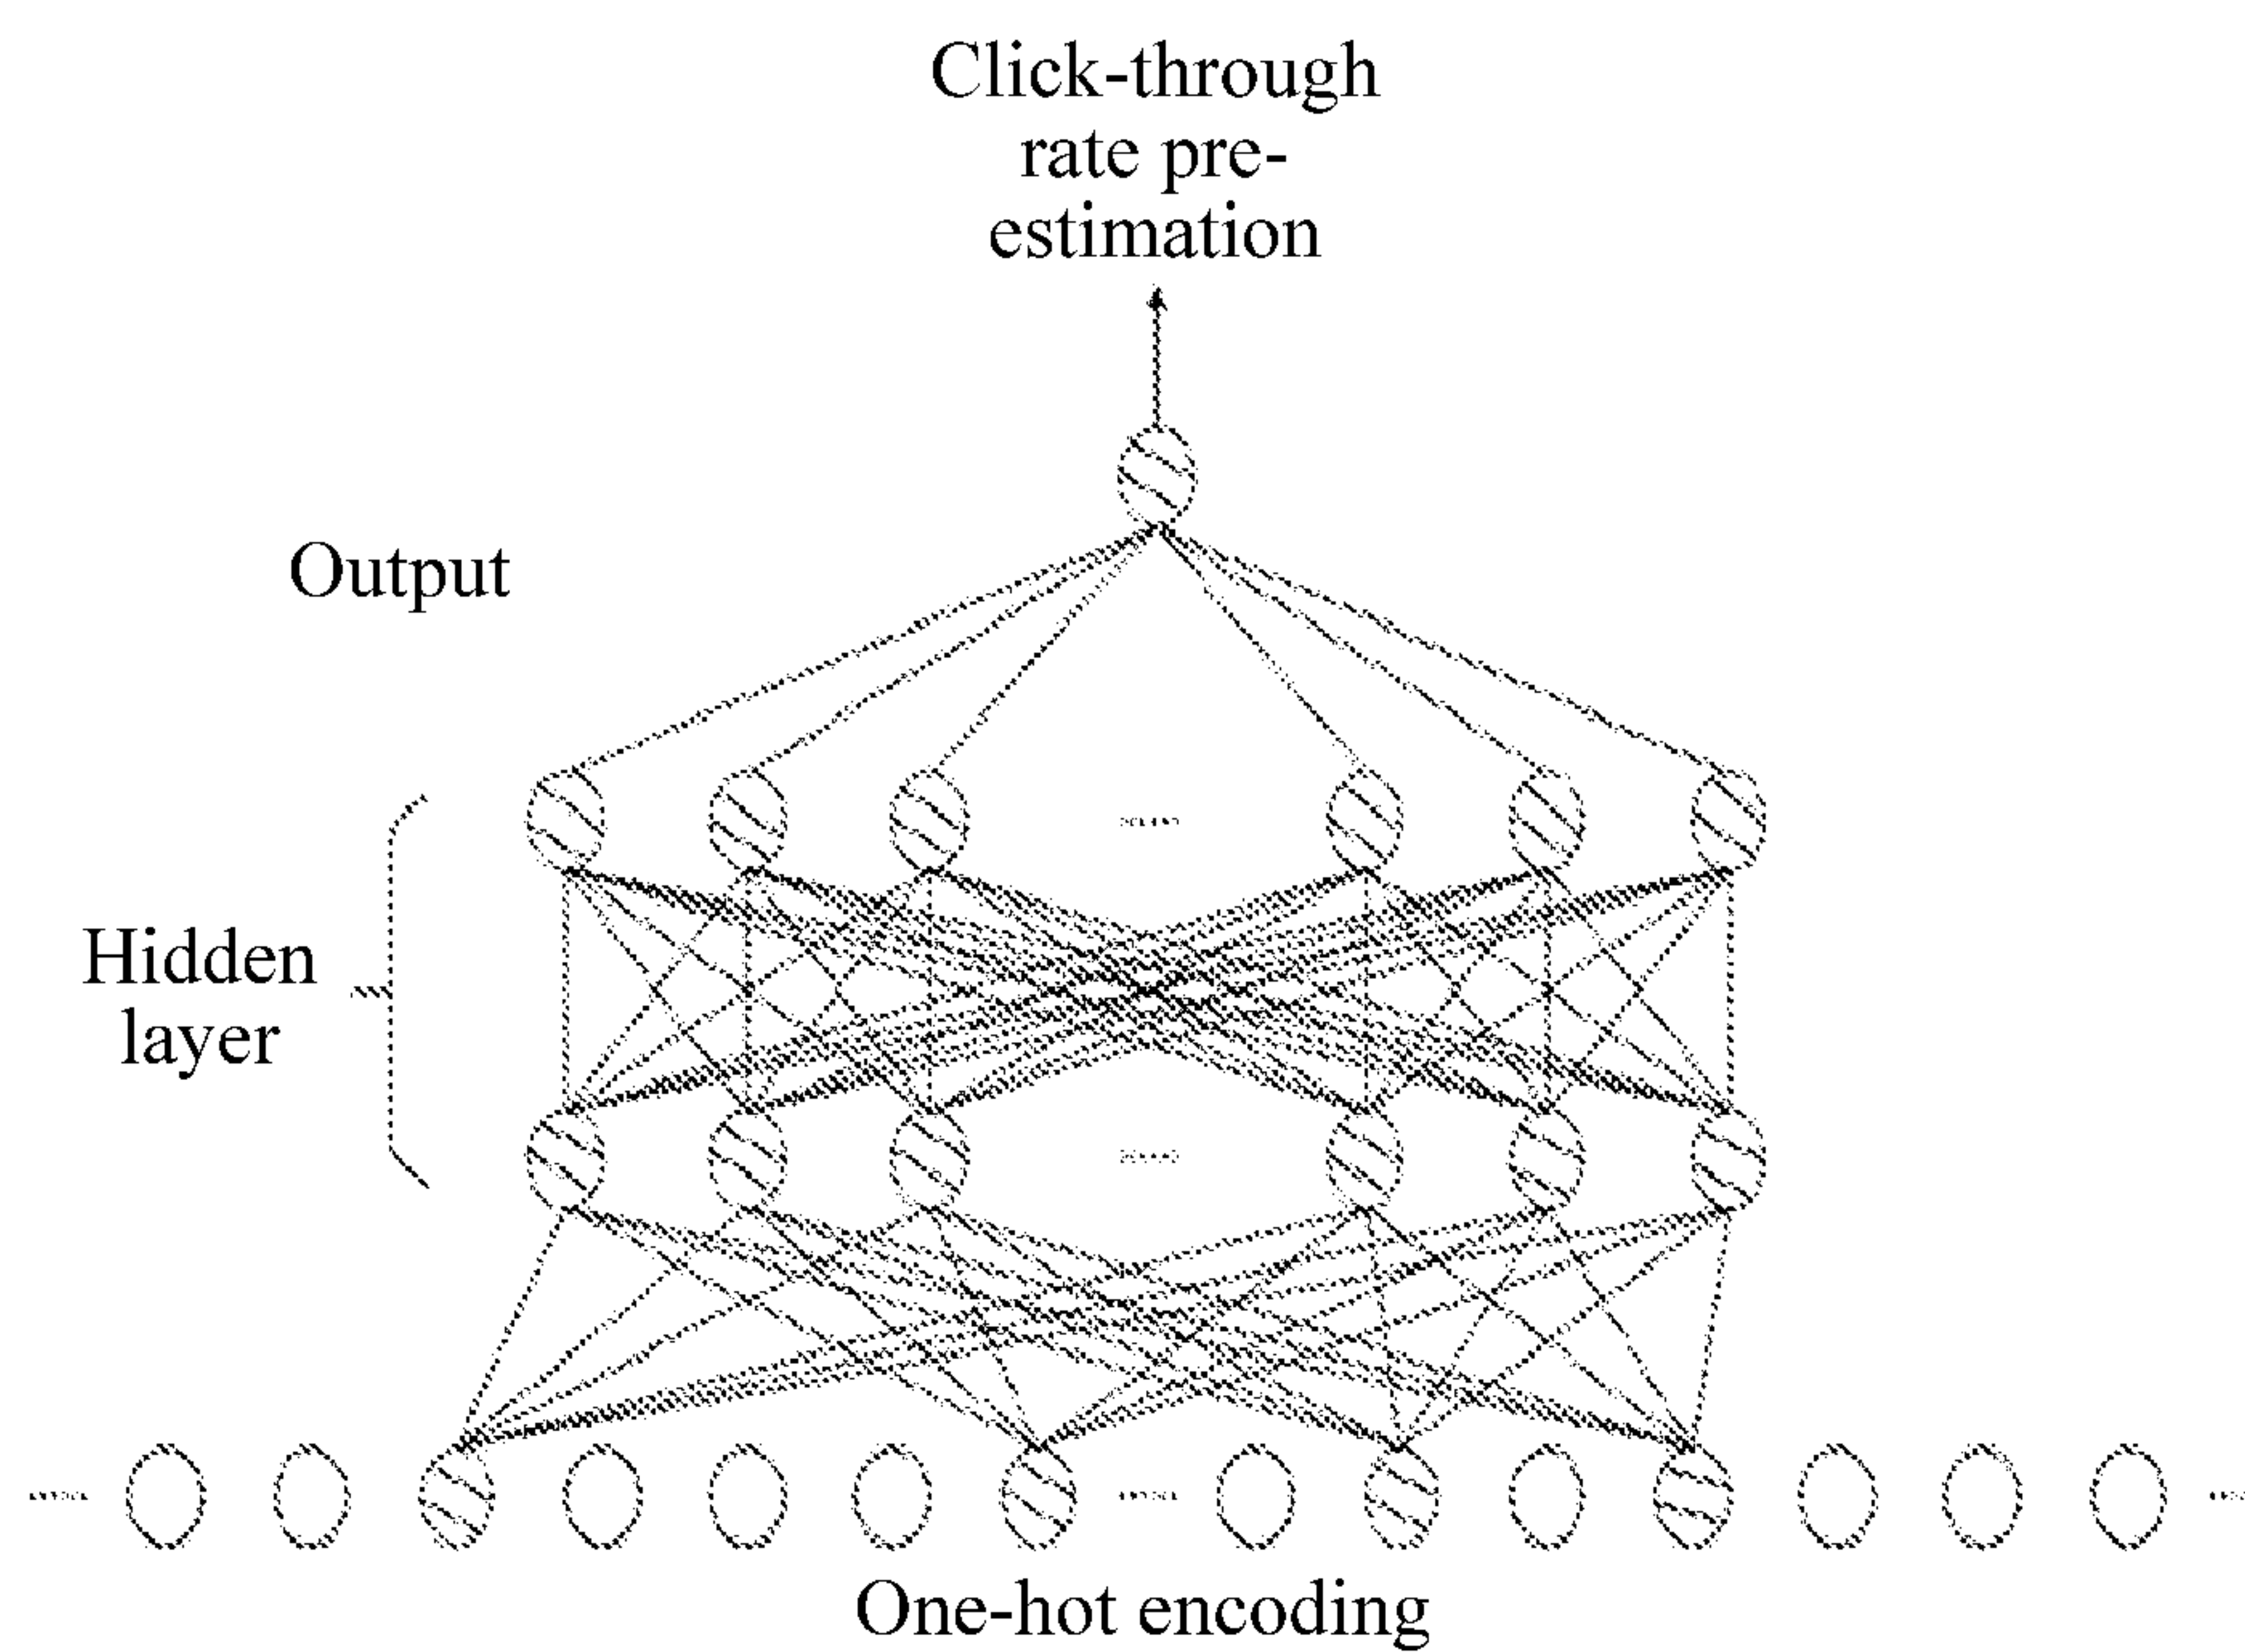 Click-through
rate pre-
estimation
Output
Hidden
layer
One-hot encoding